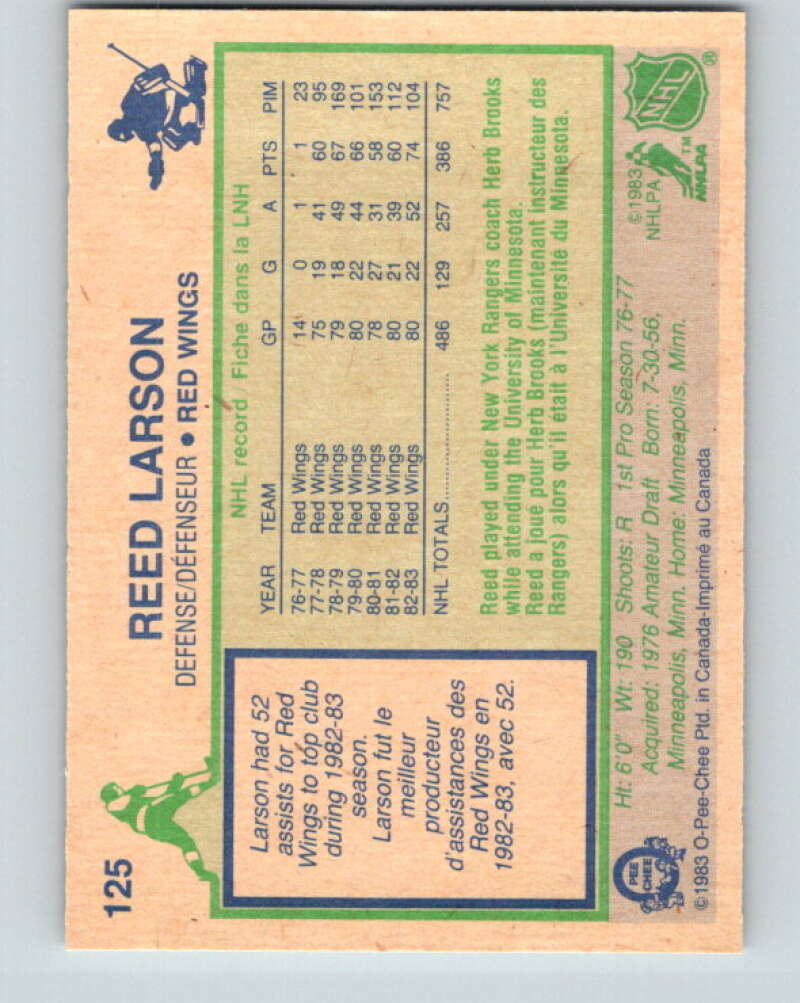 125
REED LARSON
DEFENSE/DÉFENSEUR • RED WINGS
Larson had 52
assists for Red
Wings to top club
during 1982-83
season.
Larson fut le
meilleur
producteur
d'assistances des
Red Wings en
1982-83, avec 52.
NHL record Fiche dans la LNH
YEAR TEAM GP G A PTS PIM
76-77 Red Wings 14 0 1 1 23
77-78 Red Wings 75 19 41 60 95
78-79 Red Wings 79 18 49 67 169
79-80 Red Wings 80 22 44 66 101
80-81 Red Wings 78 27 31 58 153
81-82 Red Wings 80 21 39 60 112
82-83 Red Wings 80 22 52 74 104
NHL TOTALS 486 129 257 386 757
Reed played under New York Rangers coach Herb Brooks
while attending the University of Minnesota.
Reed a joué pour Herb Brooks (maintenant instructeur des
Rangers) alors qu'il était à l'Université du Minnesota.
Ht: 6'0" Wt: 190 Shoots: R 1st Pro Season 76-77
Acquired: 1976 Amateur Draft. Born: 7-30-56,
Minneapolis, Minn. Home: Minneapolis, Minn.
©1983 O-Pee-Chee Ptd. in Canada-Imprimé au Canada
O
PEE
CHEE
©1983
NHLPA
NHLPA
TM
NHL
®